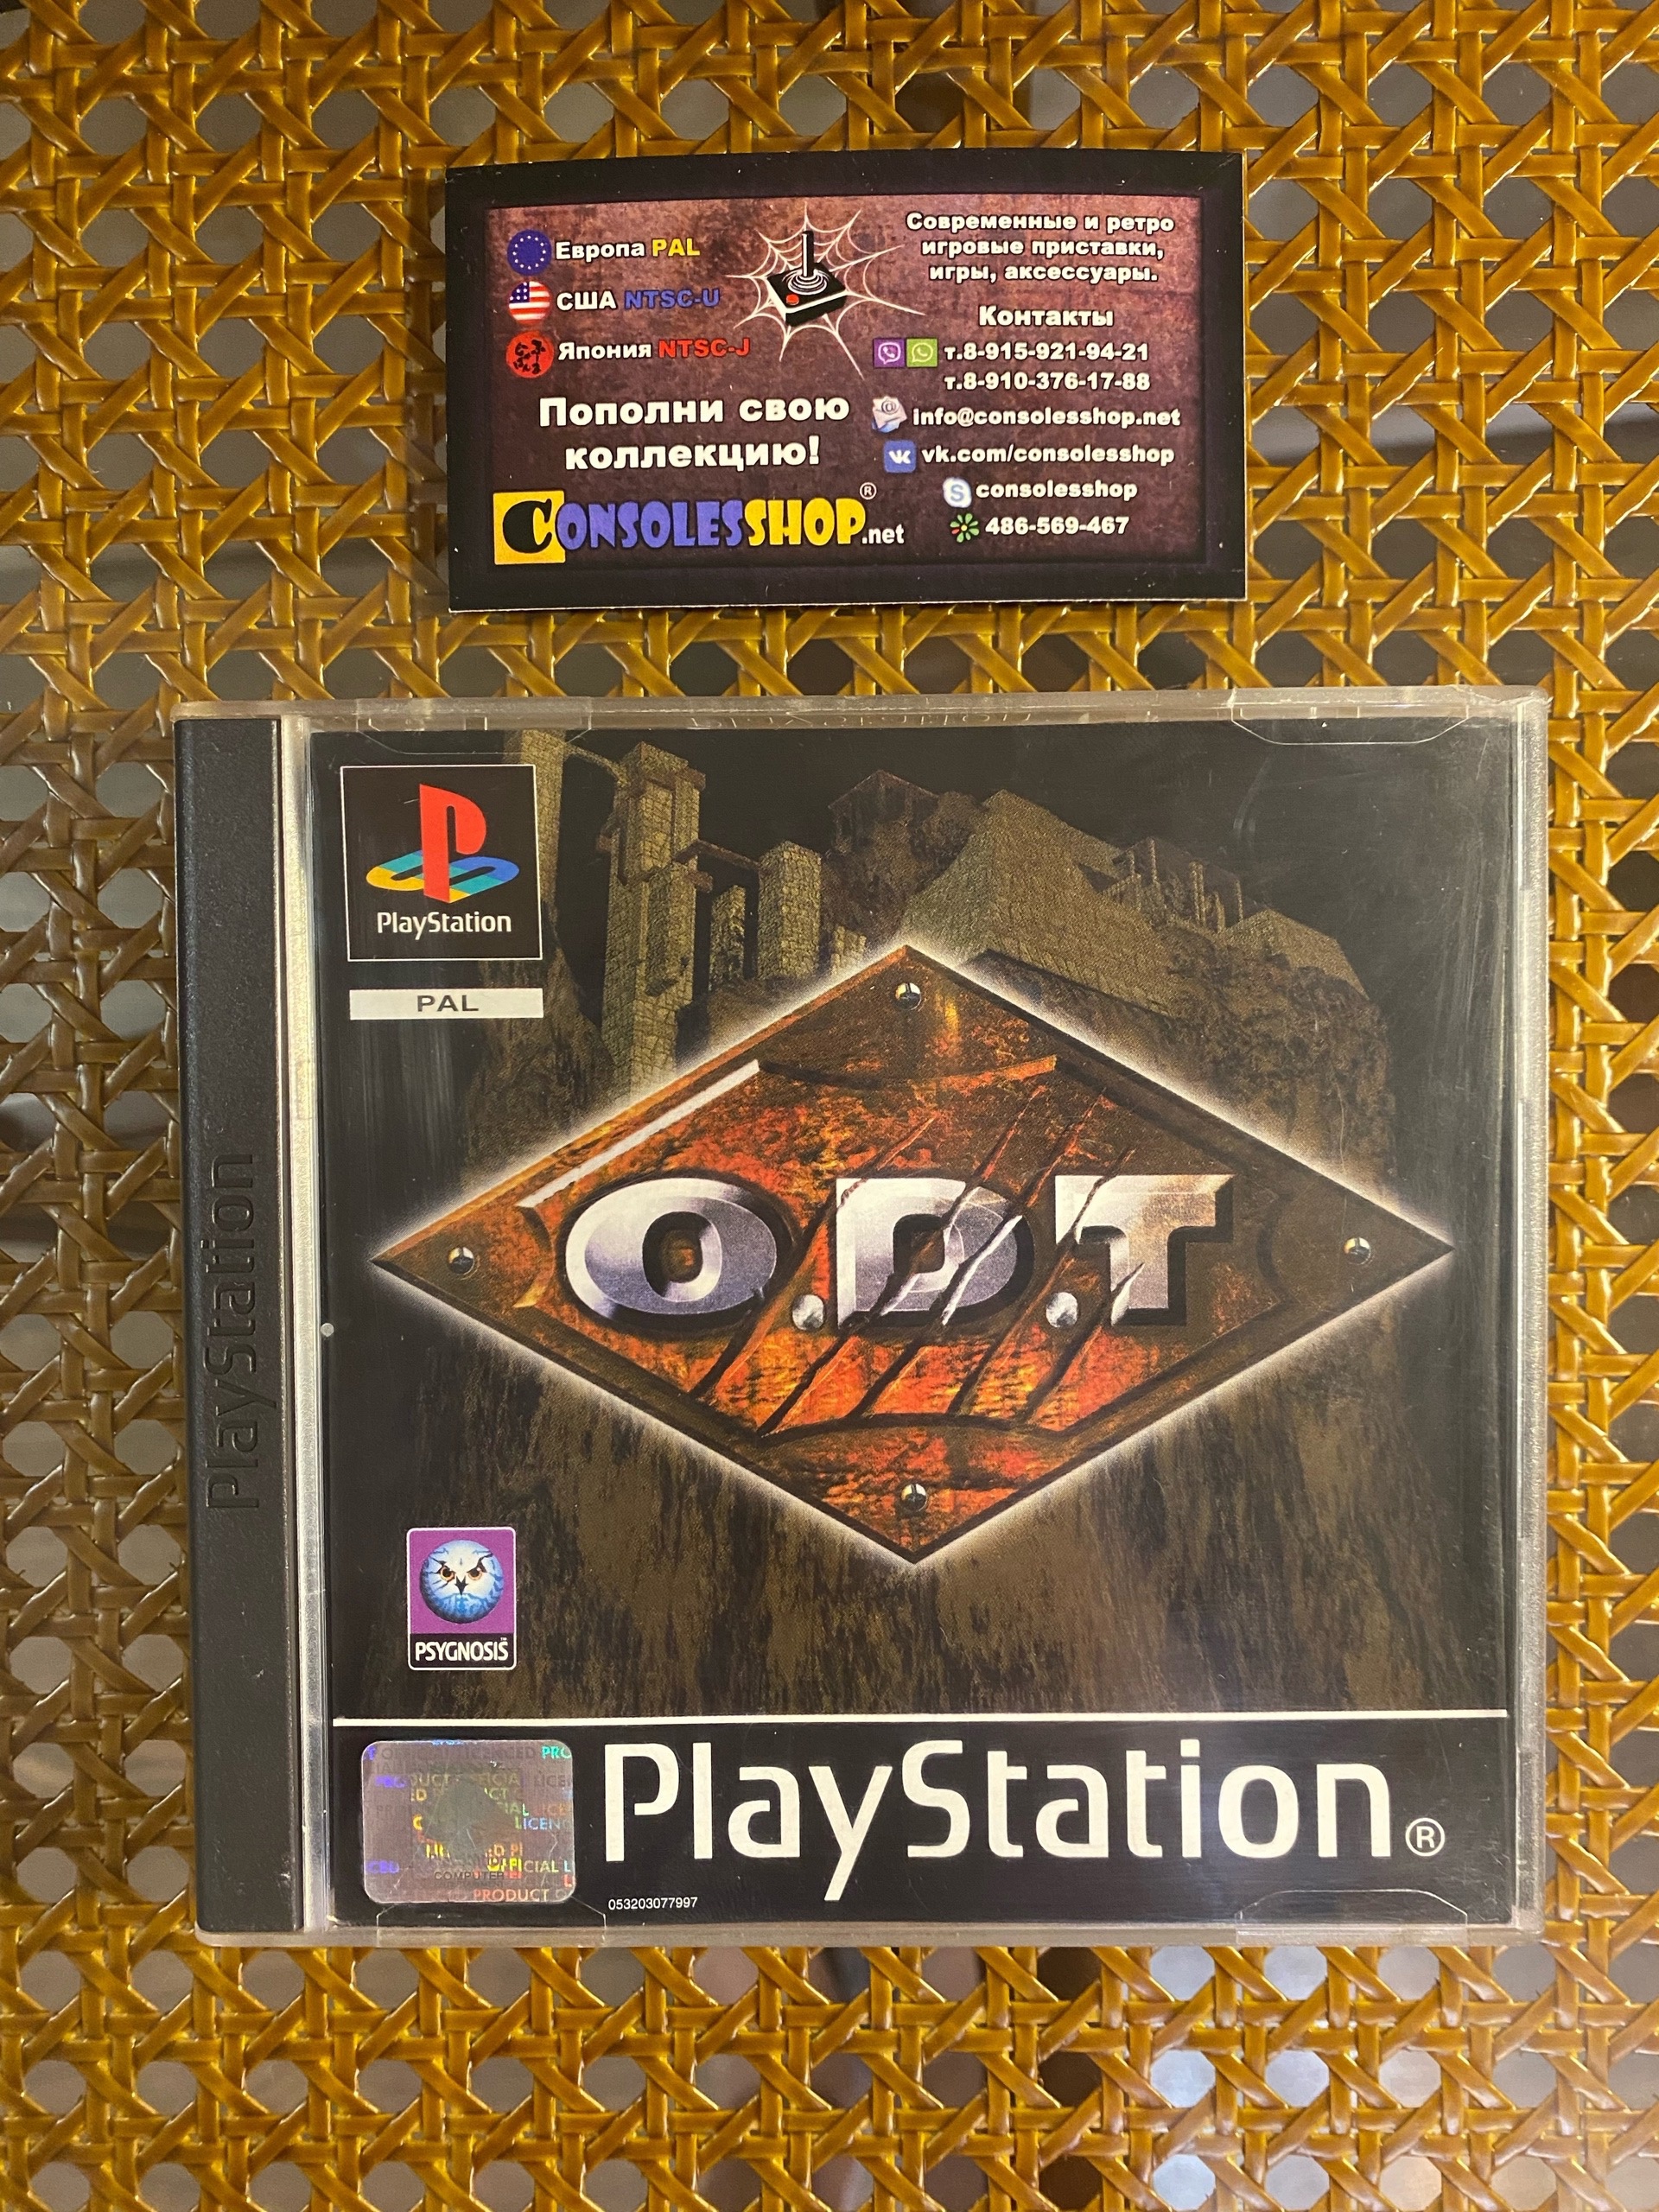 Европа PAL
США NTSC-U
Япония NTSC-J
Пополни свою
коллекцию!
CONSOLESSHOP®.net
Современные и ретро
игровые приставки,
игры, аксессуары.
Контакты
т.8-915-921-94-21
т.8-910-376-17-88
info@consolesshop.net
vk.com/consolesshop
consolesshop
486-569-467
PlayStation
PlayStation
PAL
O.D.T
PSYGNOSIS™
PlayStation®
053203077997